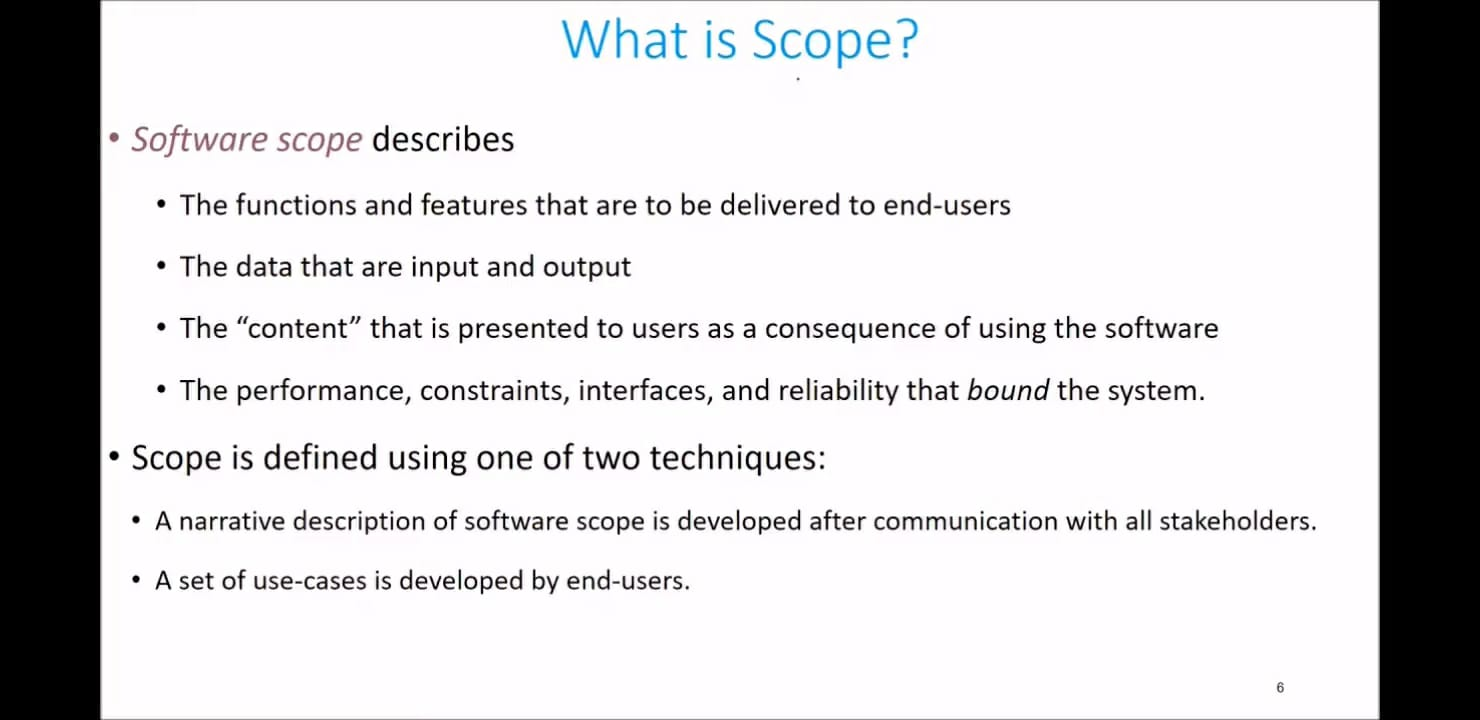 What is Scope?
• Software scope describes
• The functions and features that are to be delivered to end-users
• The data that are input and output
• The “content” that is presented to users as a consequence of using the software
• The performance, constraints, interfaces, and reliability that bound the system.
• Scope is defined using one of two techniques:
• A narrative description of software scope is developed after communication with all stakeholders.
• A set of use-cases is developed by end-users.
6